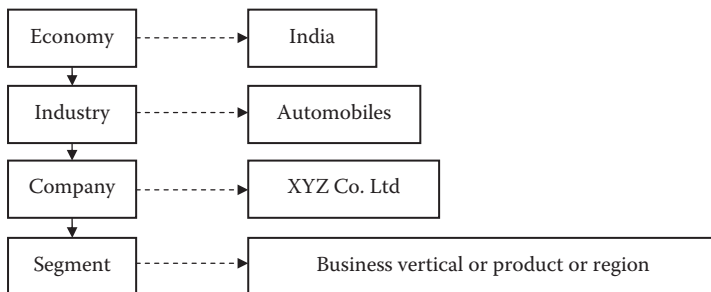 Economy
India
Industry
Automobiles
Company
XYZ Co. Ltd
Segment
Business vertical or product or region